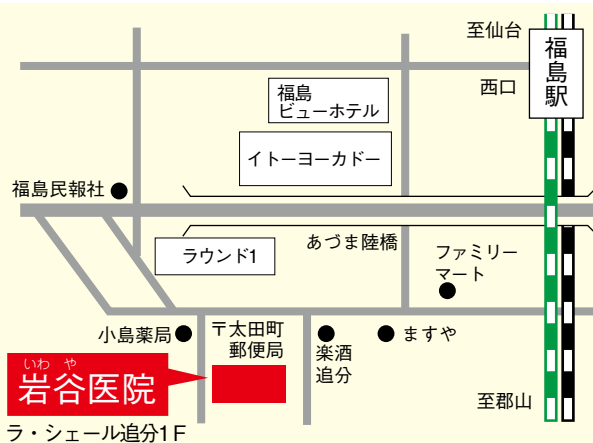 至仙台
福島駅
西口
福島
ビューホテル
イトーヨーカドー
福島民報社
あづま陸橋
ラウンド1
ファミリー
マート
小島薬局
〒太田町
郵便局
楽酒
追分
ますや
いわ や
岩谷医院
ラ・シェール追分1F
至郡山